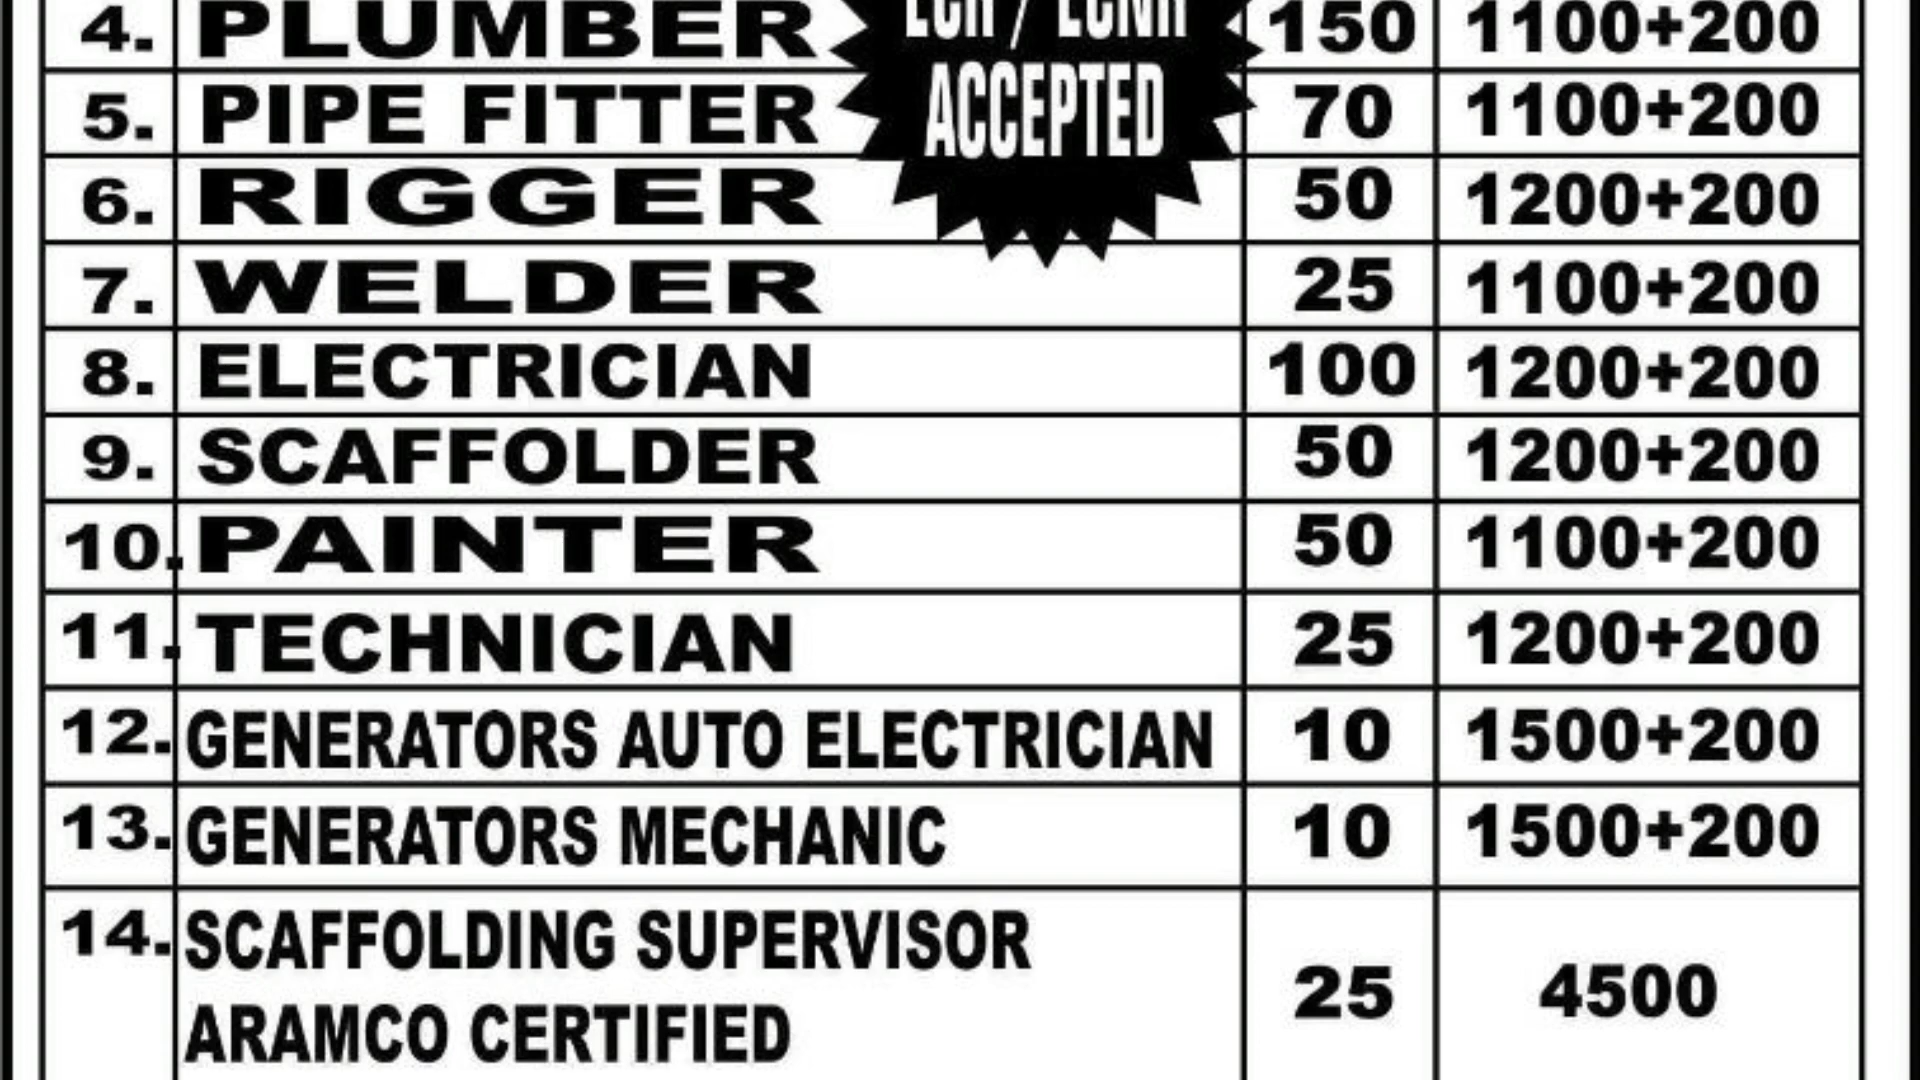 4. PLUMBER 150 1100+200
ECR / ECNR
ACCEPTED
5. PIPE FITTER 70 1100+200
6. RIGGER 50 1200+200
7. WELDER 25 1100+200
8. ELECTRICIAN 100 1200+200
9. SCAFFOLDER 50 1200+200
10. PAINTER 50 1100+200
11. TECHNICIAN 25 1200+200
12. GENERATORS AUTO ELECTRICIAN 10 1500+200
13. GENERATORS MECHANIC 10 1500+200
14. SCAFFOLDING SUPERVISOR
ARAMCO CERTIFIED 25 4500